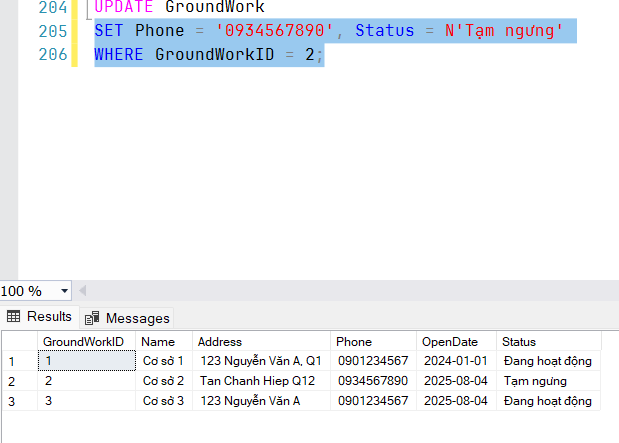 204 UPDATE GroundWork
205 SET Phone = '0934567890', Status = N'Tạm ngưng'
206 WHERE GroundWorkID = 2;
100 %
Results Messages
GroundWorkID Name Address Phone OpenDate Status
1 1 Cơ sở 1 123 Nguyễn Văn A, Q1 0901234567 2024-01-01 Đang hoạt động
2 2 Cơ sở 2 Tan Chanh Hiep Q12 0934567890 2025-08-04 Tạm ngưng
3 3 Cơ sở 3 123 Nguyễn Văn A 0901234567 2025-08-04 Đang hoạt động